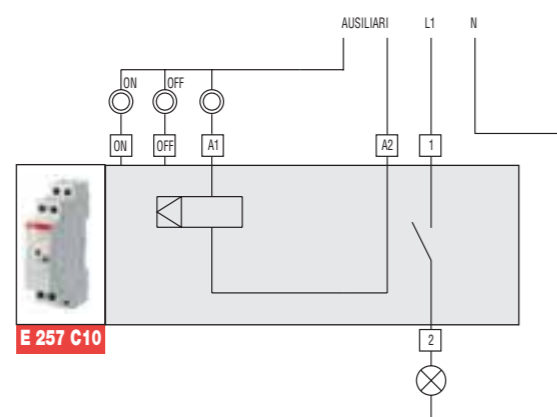 AUSILIARI L1 N
ON OFF
ON OFF A1 A2 1
E 257 C10
2